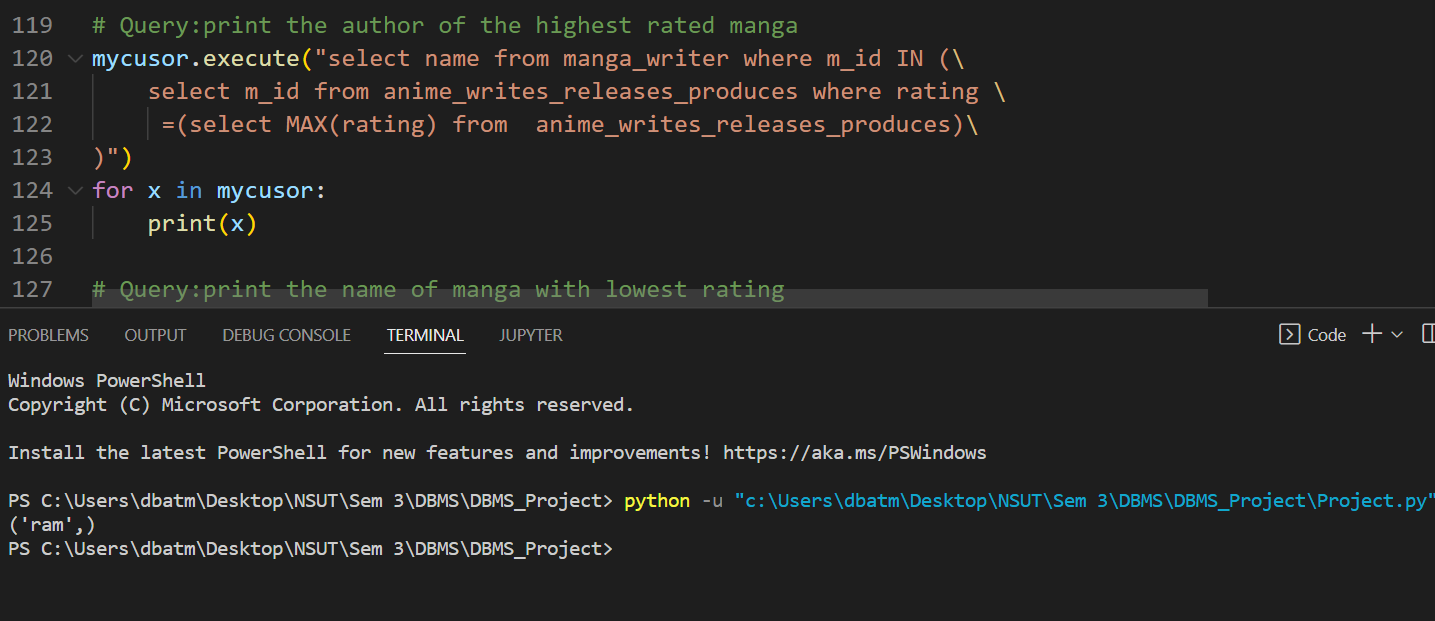 119 # Query:print the author of the highest rated manga
120 mycusor.execute("select name from manga_writer where m_id IN (\
121 select m_id from anime_writes_releases_produces where rating \
122 =(select MAX(rating) from  anime_writes_releases_produces)\
123 )")
124 for x in mycusor:
125 print(x)
126
127 # Query:print the name of manga with lowest rating
PROBLEMS OUTPUT DEBUG CONSOLE TERMINAL JUPYTER Code
Windows PowerShell
Copyright (C) Microsoft Corporation. All rights reserved.
Install the latest PowerShell for new features and improvements! https://aka.ms/PSWindows
PS C:\Users\dbatm\Desktop\NSUT\Sem 3\DBMS\DBMS_Project> python -u "c:\Users\dbatm\Desktop\NSUT\Sem 3\DBMS\DBMS_Project\Project.py"
('ram',)
PS C:\Users\dbatm\Desktop\NSUT\Sem 3\DBMS\DBMS_Project>